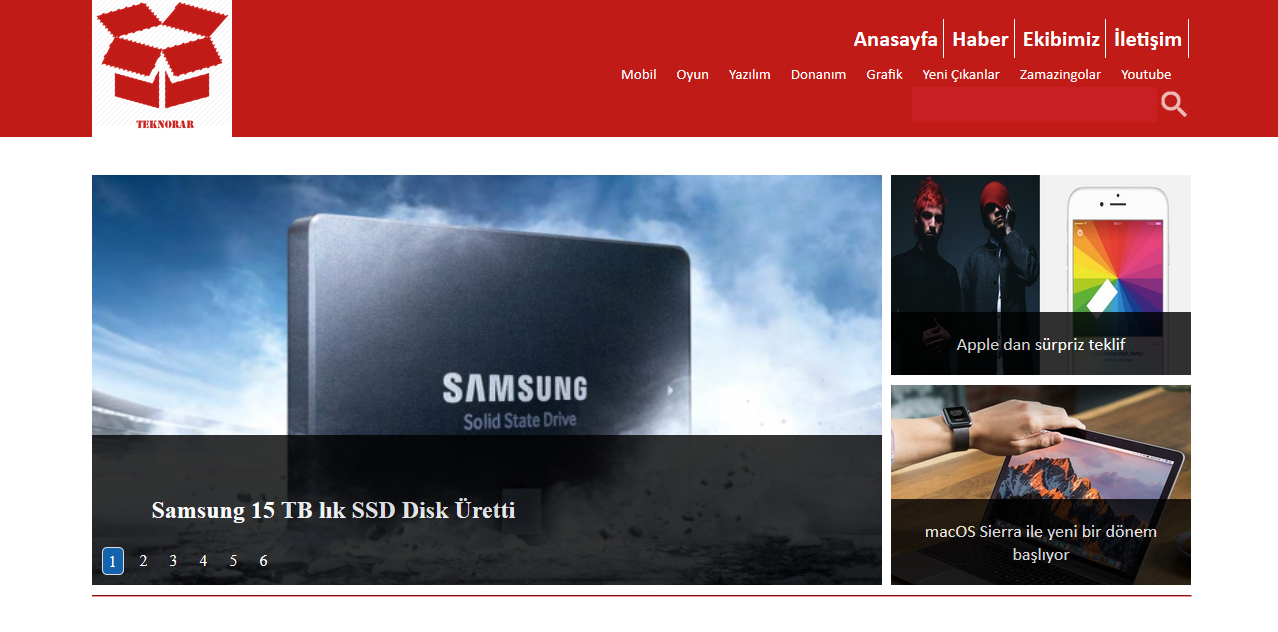 TEKNORAR
Anasayfa Haber Ekibimiz İletişim
Mobil Oyun Yazılım Donanım Grafik Yeni Çıkanlar Zamazingolar Youtube
SAMSUNG
Solid State Drive
Samsung 15 TB lık SSD Disk Üretti
1 2 3 4 5 6
Apple dan sürpriz teklif
macOS Sierra ile yeni bir dönem
başlıyor